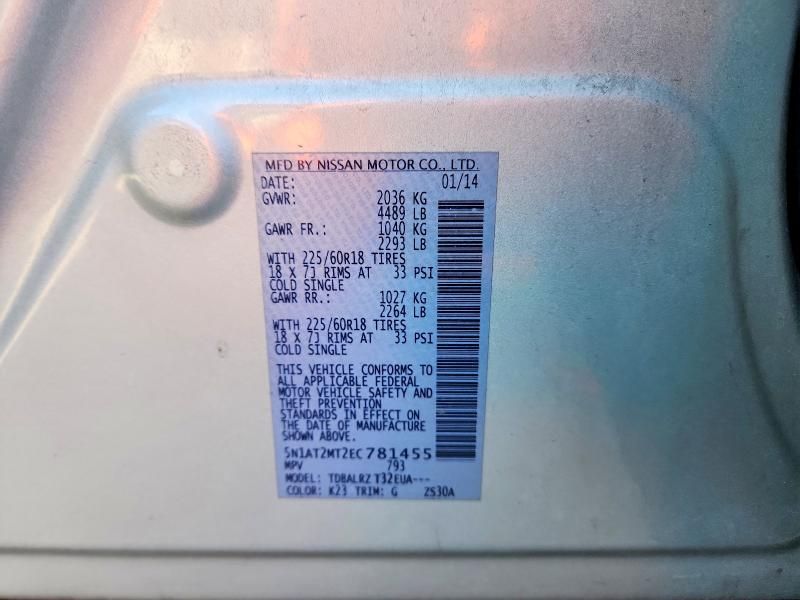 MFD BY NISSAN MOTOR CO., LTD.
DATE: 01/14
GVWR: 2036 KG
4489 LB
GAWR FR.: 1040 KG
2293 LB
WITH 225/60R18 TIRES
18 X 7J RIMS AT 33 PSI
COLD SINGLE
GAWR RR.: 1027 KG
2264 LB
WITH 225/60R18 TIRES
18 X 7J RIMS AT 33 PSI
COLD SINGLE
THIS VEHICLE CONFORMS TO
ALL APPLICABLE FEDERAL
MOTOR VEHICLE SAFETY AND
THEFT PREVENTION
STANDARDS IN EFFECT ON
THE DATE OF MANUFACTURE
SHOWN ABOVE.
5N1AT2MT2EC781455
MPV 793
MODEL: TDBALRZ T32EUA---
COLOR: K23 TRIM: G 2S30A